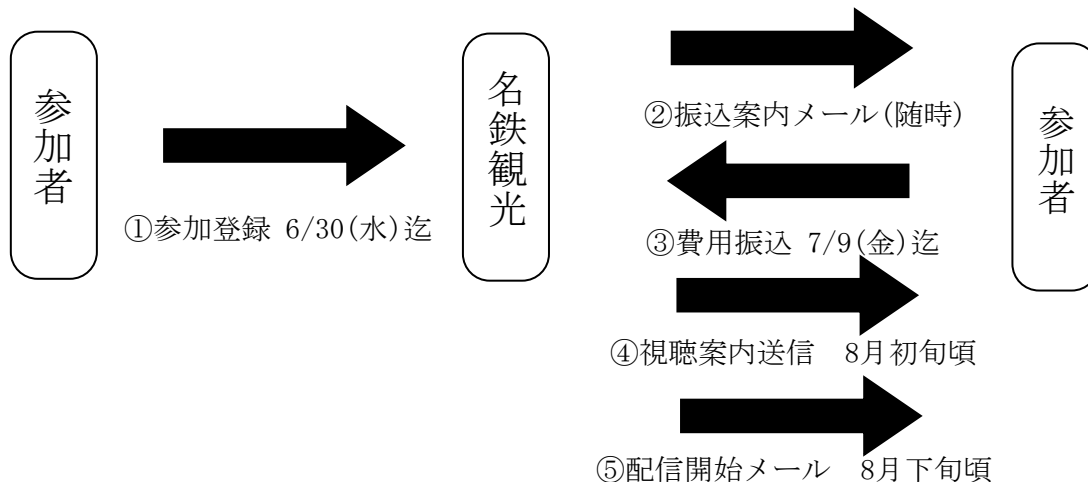 参加者
①参加登録 6/30(水)迄
名鉄観光
②振込案内メール(随時)
③費用振込 7/9(金)迄
④視聴案内送信　8月初旬頃
⑤配信開始メール　8月下旬頃
参加者